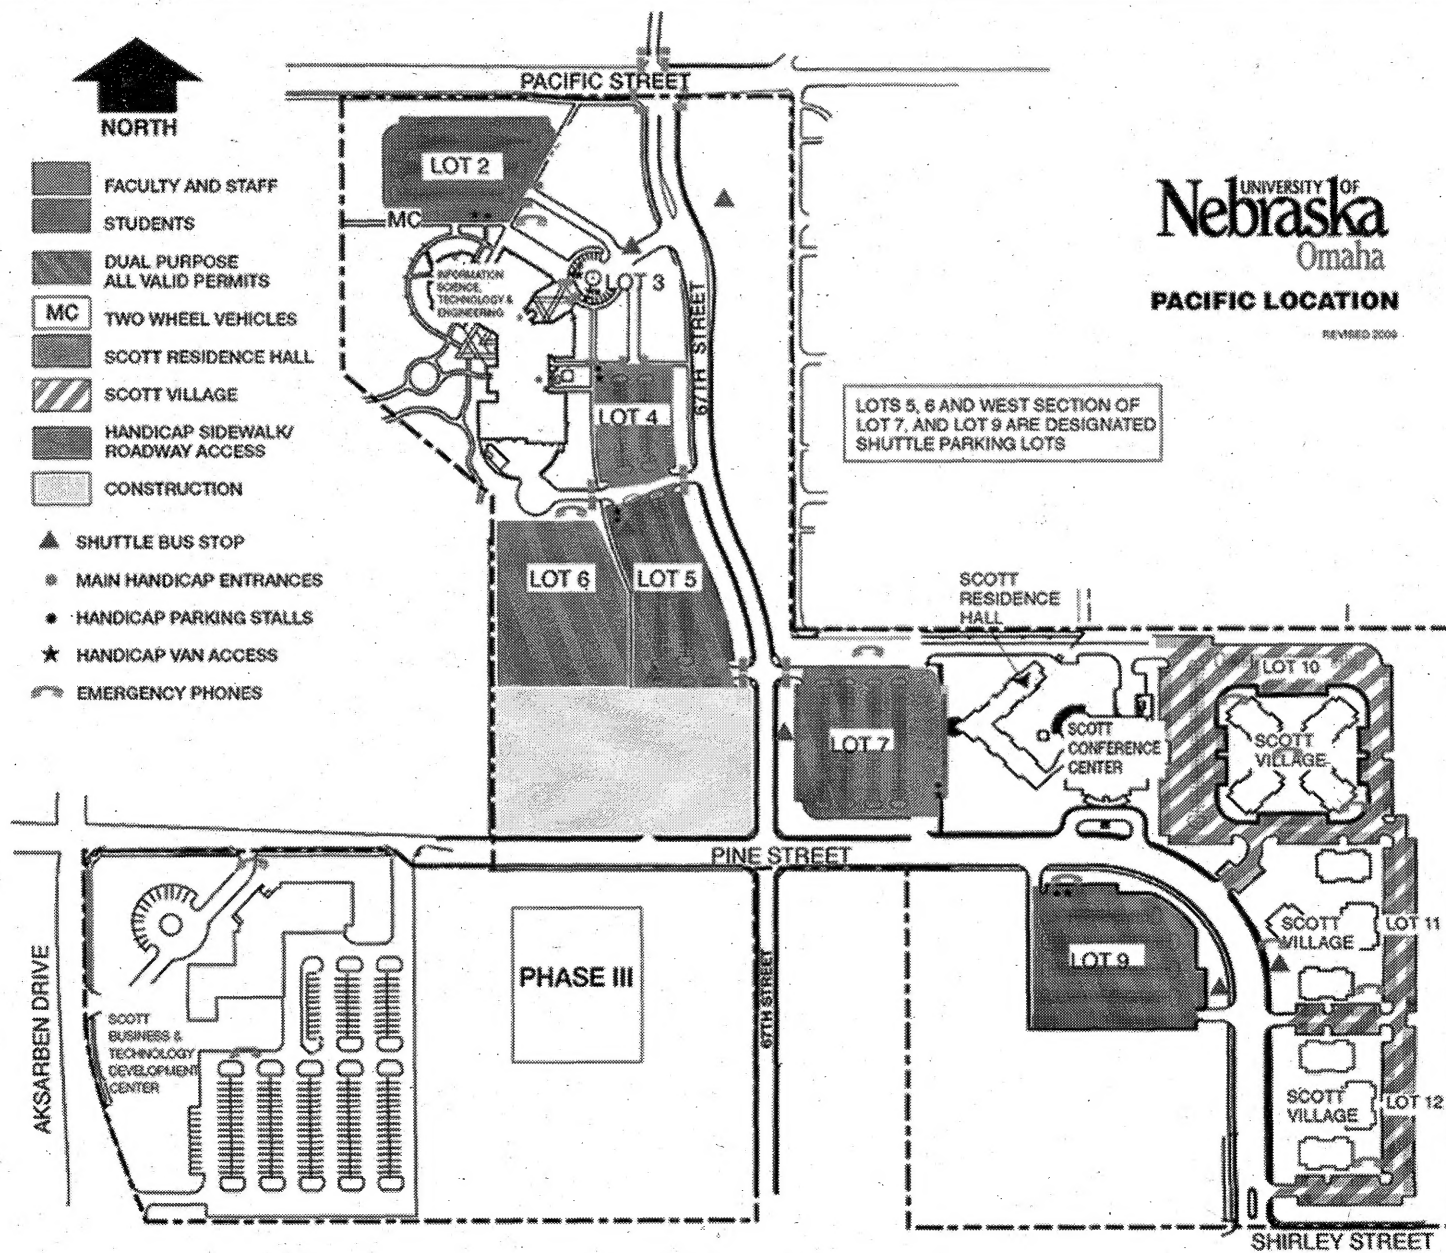 PACIFIC STREET
NORTH
FACULTY AND STAFF
STUDENTS
DUAL PURPOSE
ALL VALID PERMITS
MC
TWO WHEEL VEHICLES
SCOTT RESIDENCE HALL
SCOTT VILLAGE
HANDICAP SIDEWALK/
ROADWAY ACCESS
CONSTRUCTION
SHUTTLE BUS STOP
MAIN HANDICAP ENTRANCES
HANDICAP PARKING STALLS
HANDICAP VAN ACCESS
EMERGENCY PHONES
LOT 2
MC
INFORMATION
SCIENCE,
TECHNOLOGY &
ENGINEERING
LOT 3
67TH STREET
LOT 4
LOT 6
LOT 5
UNIVERSITY OF
Nebraska
Omaha
PACIFIC LOCATION
REVISED 2009
LOTS 5, 6 AND WEST SECTION OF
LOT 7, AND LOT 9 ARE DESIGNATED
SHUTTLE PARKING LOTS
SCOTT
RESIDENCE
HALL
LOT 10
LOT 7
SCOTT
CONFERENCE
CENTER
SCOTT
VILLAGE
PINE STREET
AKSARBEN DRIVE
SCOTT
BUSINESS &
TECHNOLOGY
DEVELOPMENT
CENTER
PHASE III
67TH STREET
LOT 9
SCOTT
VILLAGE
LOT 11
SCOTT
VILLAGE
LOT 12
SHIRLEY STREET